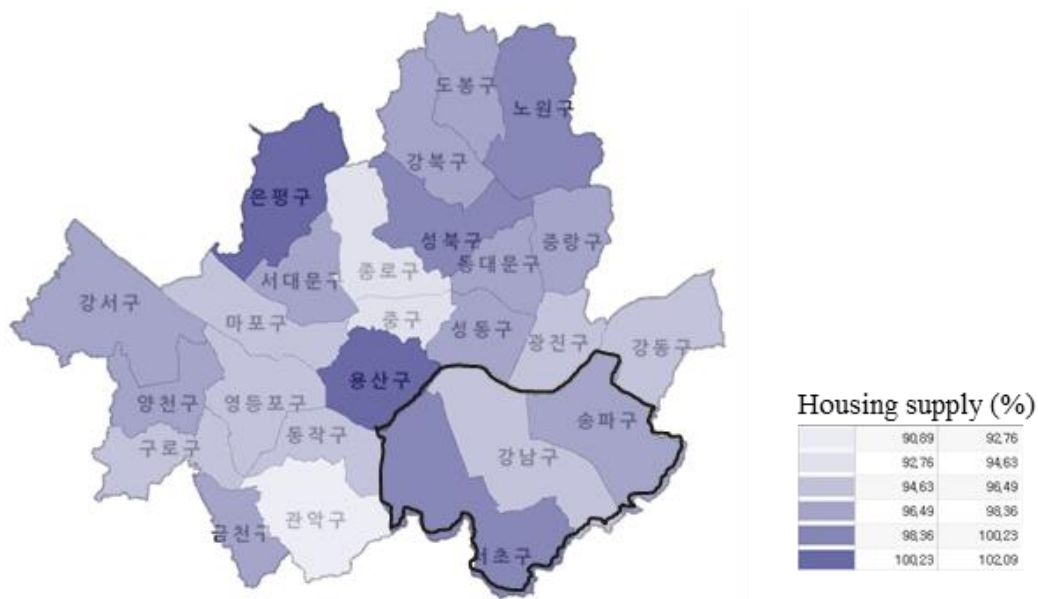 도봉구
노원구
강북구
은평구
성북구
중랑구
동대문구
서대문구
종로구
강서구
마포구
중구
성동구
광진구
강동구
용산구
양천구
영등포구
송파구
동작구
구로구
강남구
관악구
금천구
서초구
Housing supply (%)
90,89 92,76
92,76 94,63
94,63 96,49
96,49 98,36
98,36 100,23
100,23 102,09